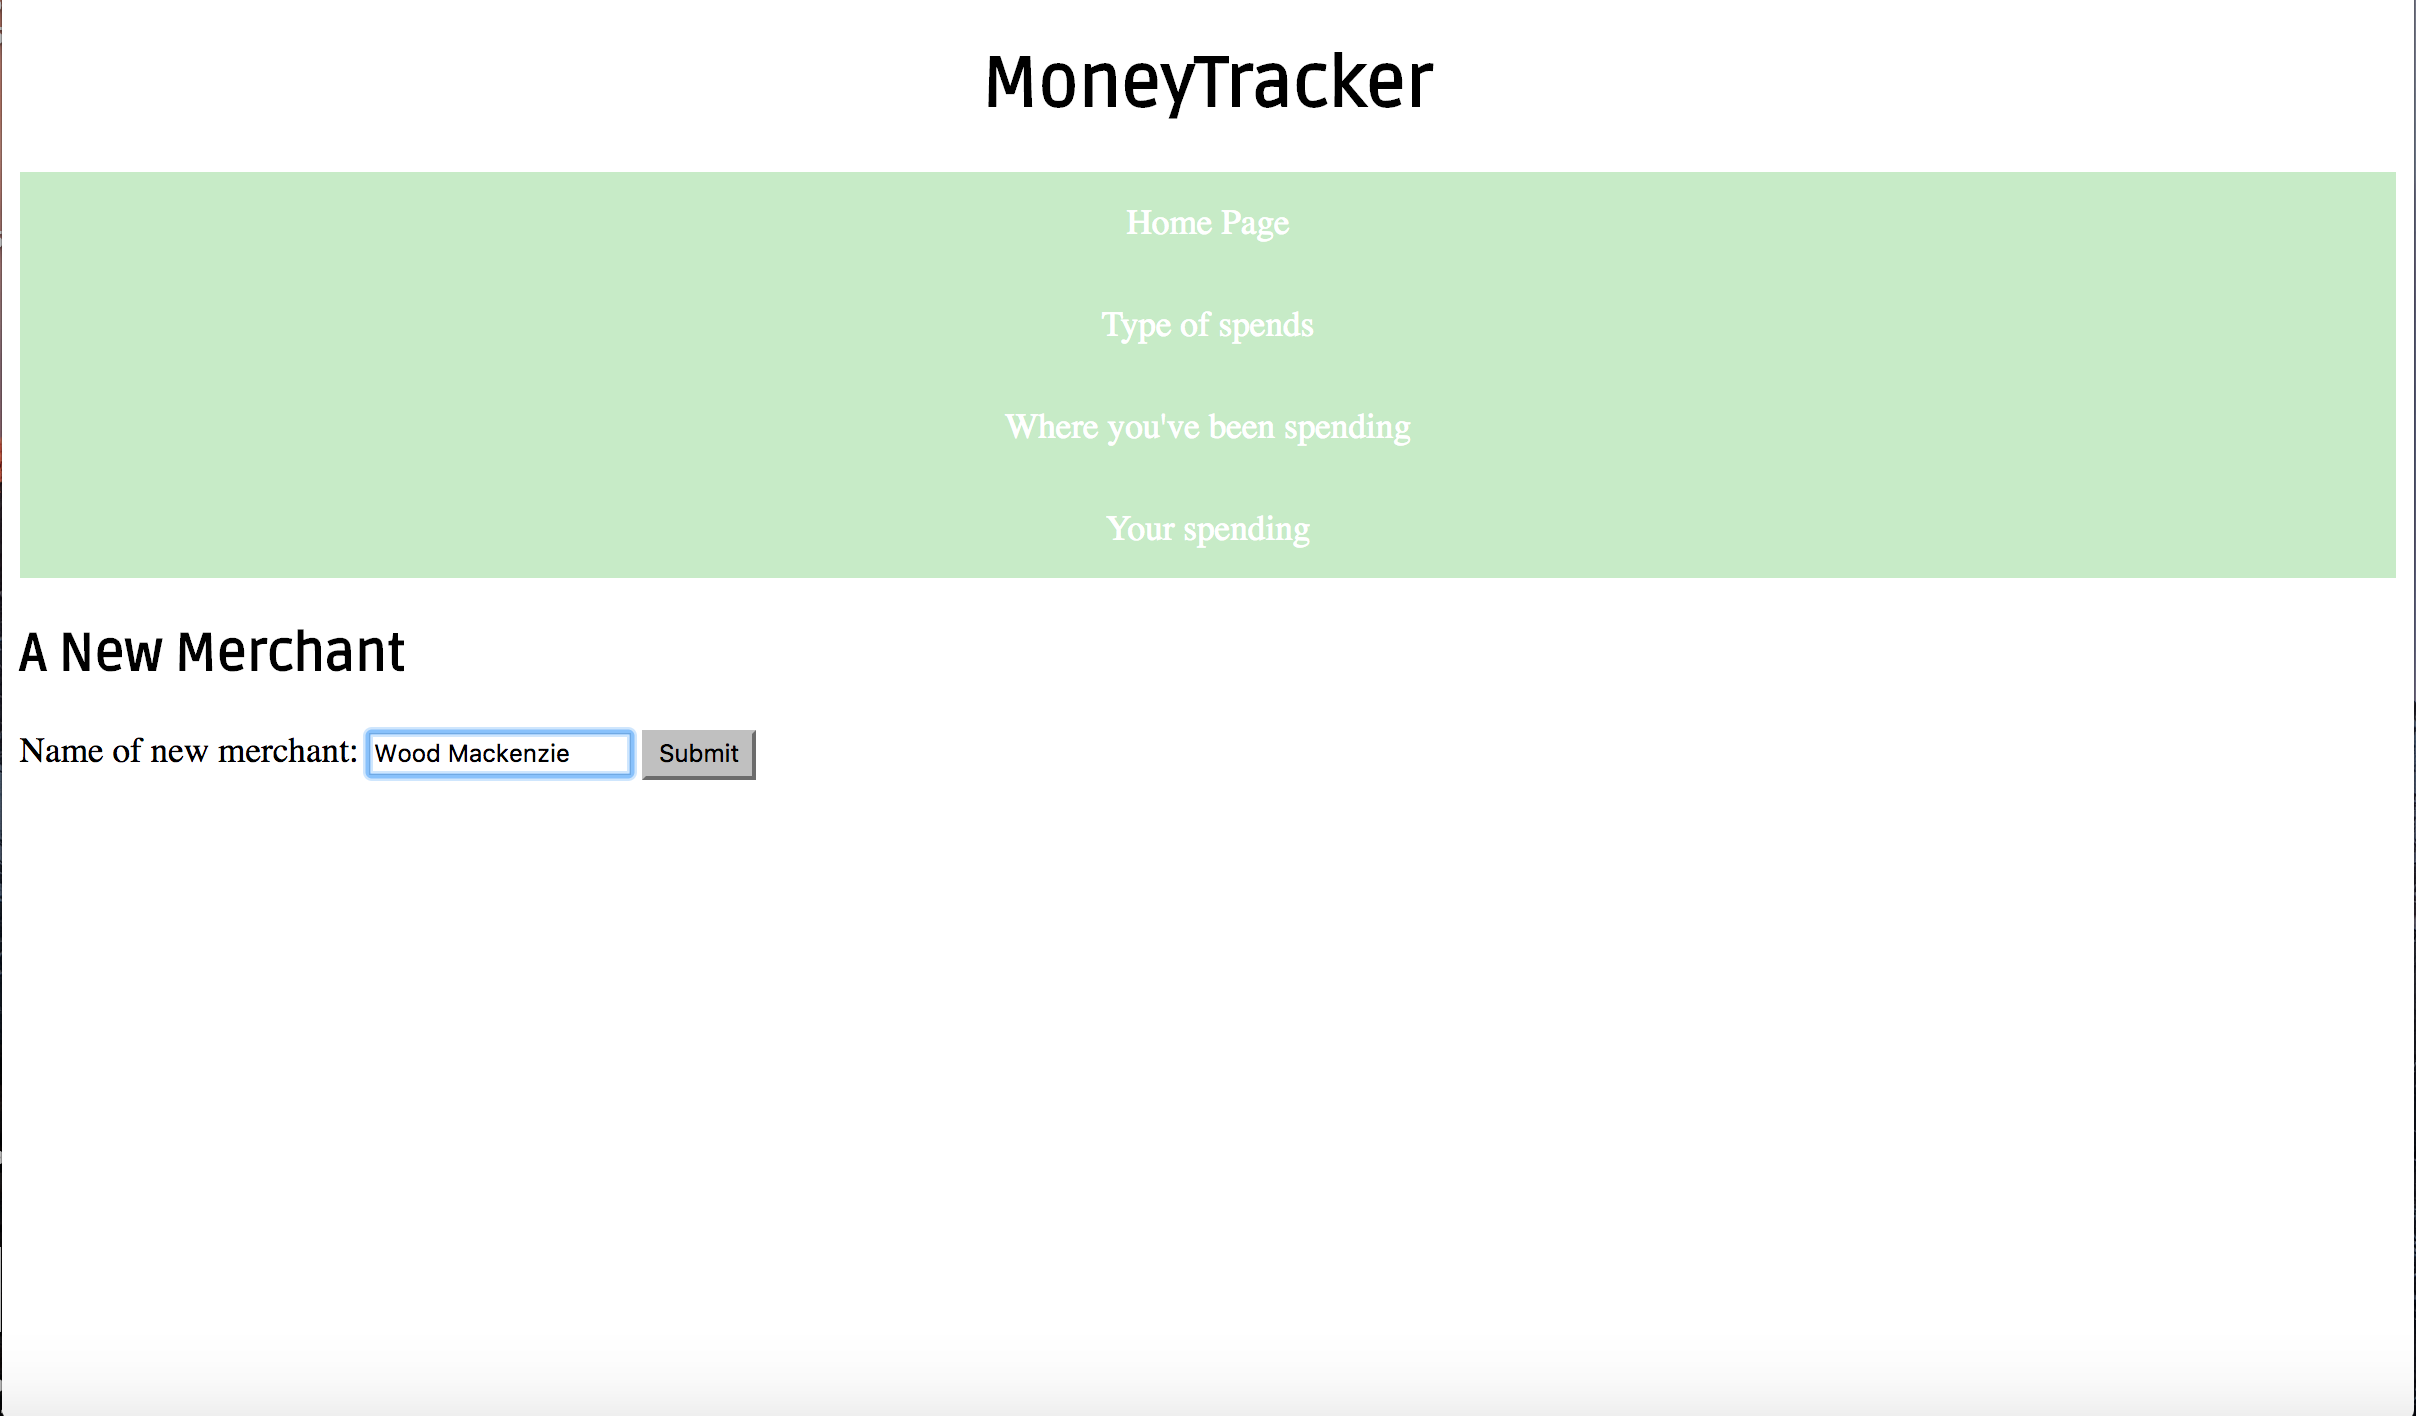 MoneyTracker
Home Page
Type of spends
Where you've been spending
Your spending
A New Merchant
Name of new merchant: Wood Mackenzie Submit